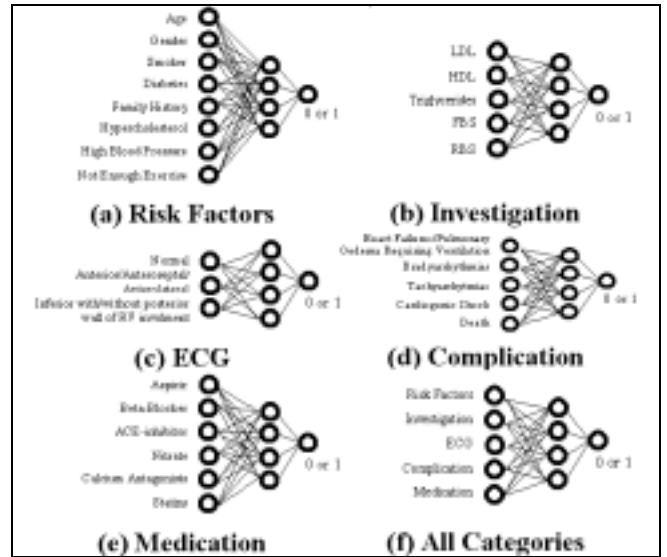 Age
Gender
Smoker
Diabetes
Family History
Hypercholesterol
High Blood Pressure
Not Enough Exercise
0 or 1
(a) Risk Factors
LDL
HDL
Triglycerides
FBS
RBS
0 or 1
(b) Investigation
Normal
Anterior/Anteroseptal/
Anterolateral
Inferior with/without posterior
wall of RV
0 or 1
(c) ECG
Heart Failure/Pulmonary
Oedema Requiring Ventilation
Bradyarrhythmias
Tachyarrhythmias
Cardiogenic Shock
Death
0 or 1
(d) Complication
Aspirin
Beta Blocker
ACE-inhibitor
Nitrate
Calcium Antagonists
Statins
0 or 1
(e) Medication
Risk Factors
Investigation
ECG
Complication
Medication
0 or 1
(f) All Categories